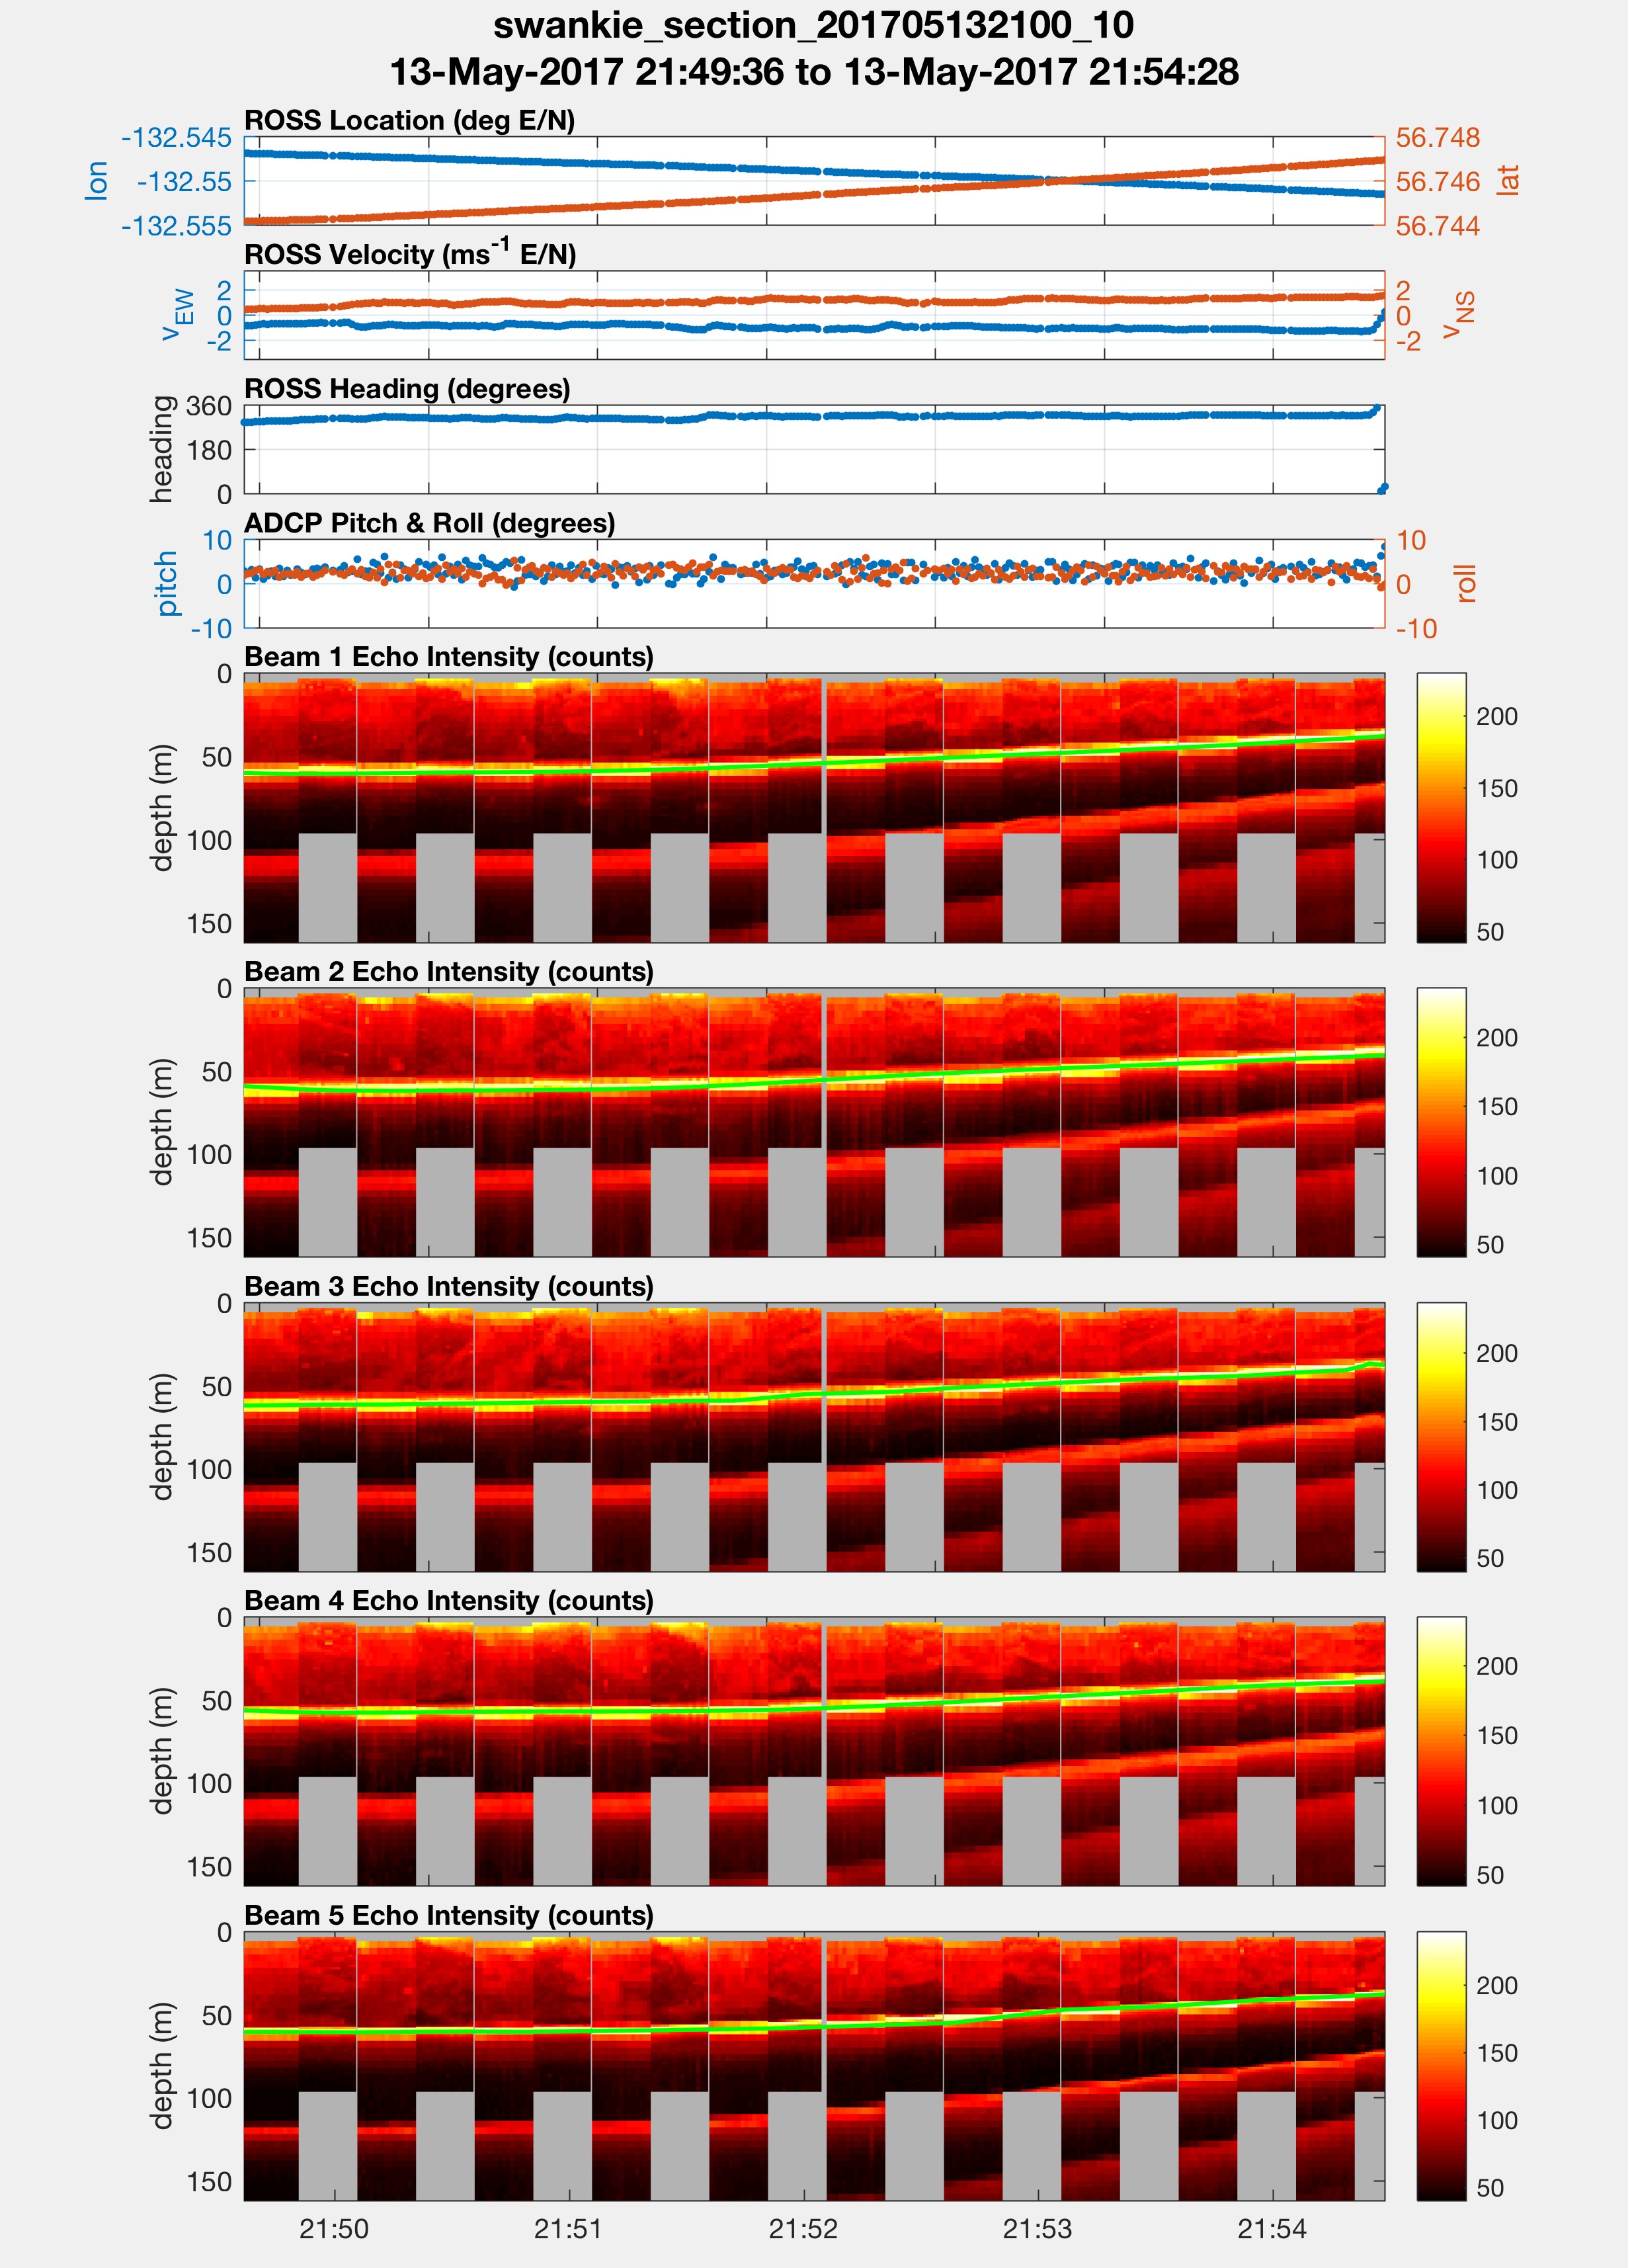 swankie_section_201705132100_10
13-May-2017 21:49:36 to 13-May-2017 21:54:28
ROSS Location (deg E/N)
-132.545
-132.55
-132.555
lon
56.748
56.746
56.744
lat
ROSS Velocity (ms-1 E/N)
2
0
-2
vEW
2
0
-2
vNS
ROSS Heading (degrees)
360
180
0
heading
ADCP Pitch & Roll (degrees)
10
0
-10
pitch
10
0
-10
roll
Beam 1 Echo Intensity (counts)
0
50
100
150
depth (m)
200
150
100
50
Beam 2 Echo Intensity (counts)
0
50
100
150
depth (m)
200
150
100
50
Beam 3 Echo Intensity (counts)
0
50
100
150
depth (m)
200
150
100
50
Beam 4 Echo Intensity (counts)
0
50
100
150
depth (m)
200
150
100
50
Beam 5 Echo Intensity (counts)
0
50
100
150
depth (m)
200
150
100
50
21:50 21:51 21:52 21:53 21:54